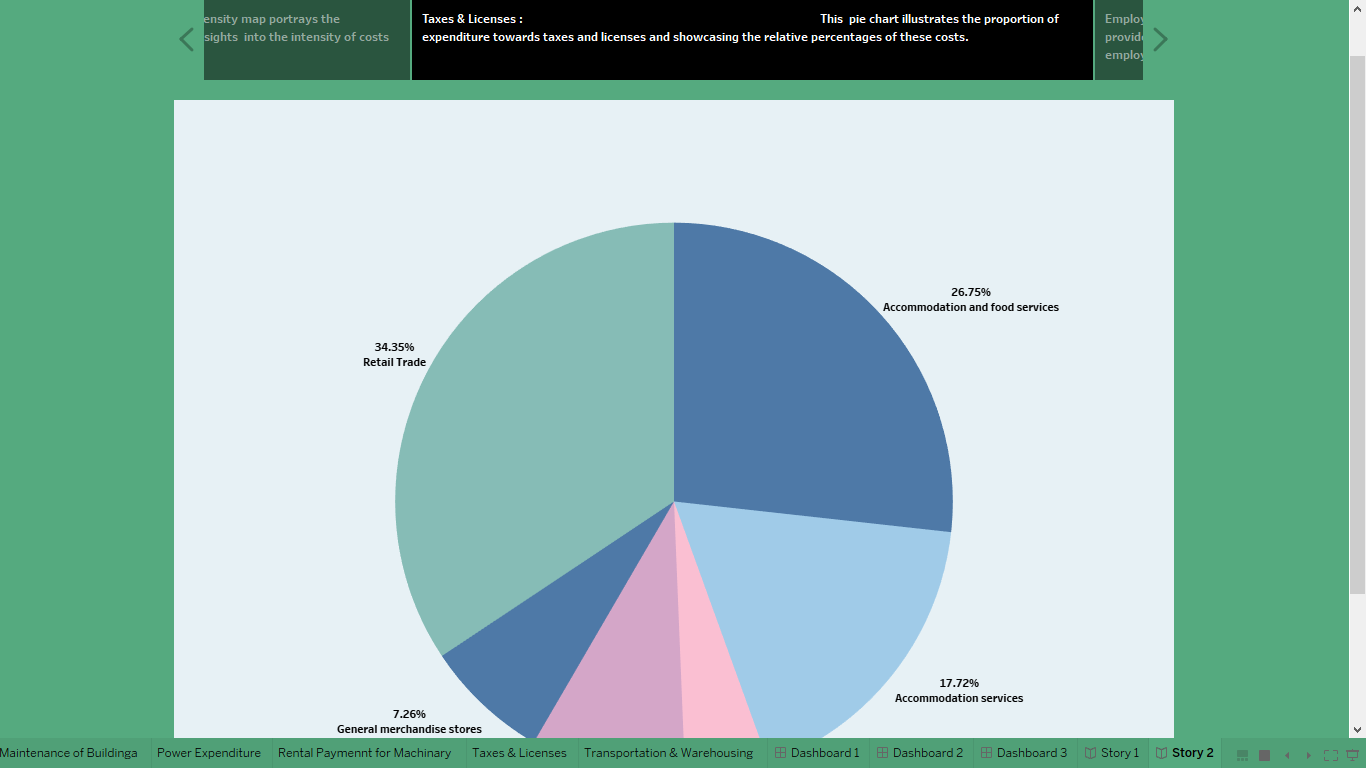 ensity map portrays the
sights into the intensity of costs
Taxes & Licenses : This pie chart illustrates the proportion of
expenditure towards taxes and licenses and showcasing the relative percentages of these costs.
Employ
provide
employ
26.75%
Accommodation and food services
34.35%
Retail Trade
17.72%
Accommodation services
7.26%
General merchandise stores
Maintenance of Buildinga Power Expenditure Rental Paymennt for Machinary Taxes & Licenses Transportation & Warehousing Dashboard 1 Dashboard 2 Dashboard 3 Story 1 Story 2